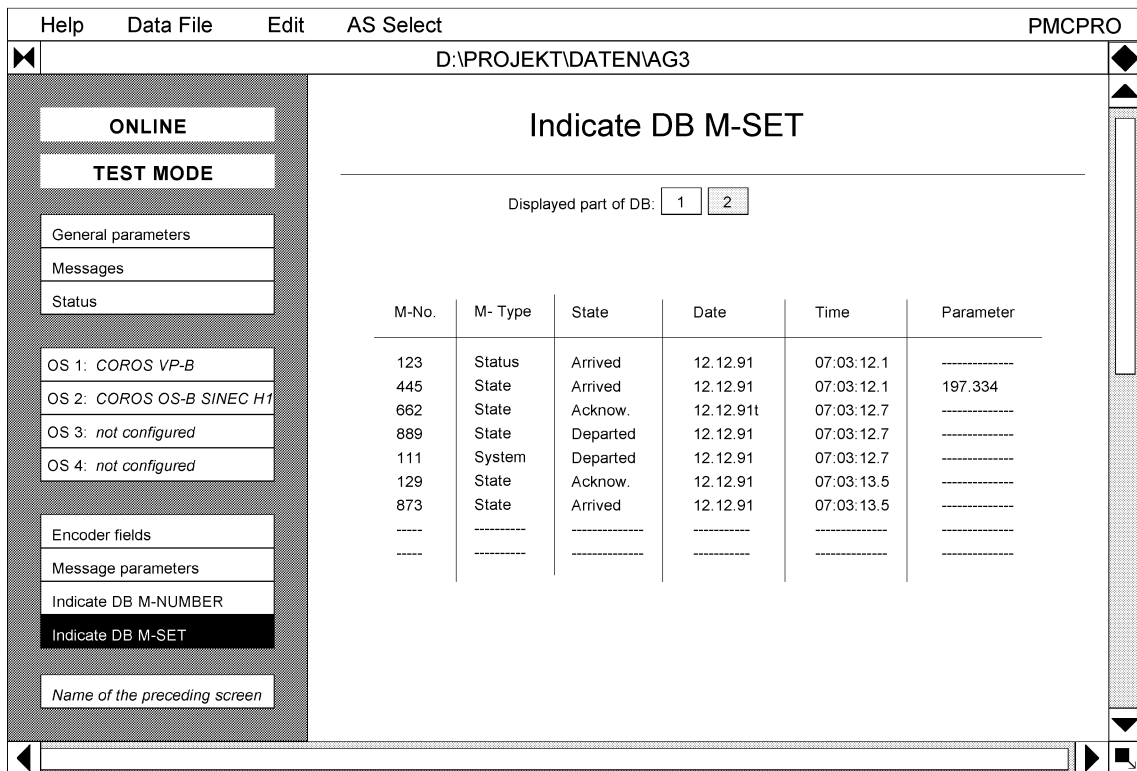 Help Data File Edit AS Select PMCPRO
D:\PROJEKT\DATEN\AG3
ONLINE
TEST MODE
General parameters
Messages
Status
OS 1: COROS VP-B
OS 2: COROS OS-B SINEC H1
OS 3: not configured
OS 4: not configured
Encoder fields
Message parameters
Indicate DB M-NUMBER
Indicate DB M-SET
Name of the preceding screen
Indicate DB M-SET
Displayed part of DB: 1 2
M-No. M- Type State Date Time Parameter
123 Status Arrived 12.12.91 07:03:12.1 --------------
445 State Arrived 12.12.91 07:03:12.1 197.334
662 State Acknow. 12.12.91t 07:03:12.7 --------------
889 State Departed 12.12.91 07:03:12.7 --------------
111 System Departed 12.12.91 07:03:12.7 --------------
129 State Acknow. 12.12.91 07:03:13.5 --------------
873 State Arrived 12.12.91 07:03:13.5 --------------
----- ---------- -------------- ----------- -------------- --------------
----- ---------- -------------- ----------- -------------- --------------